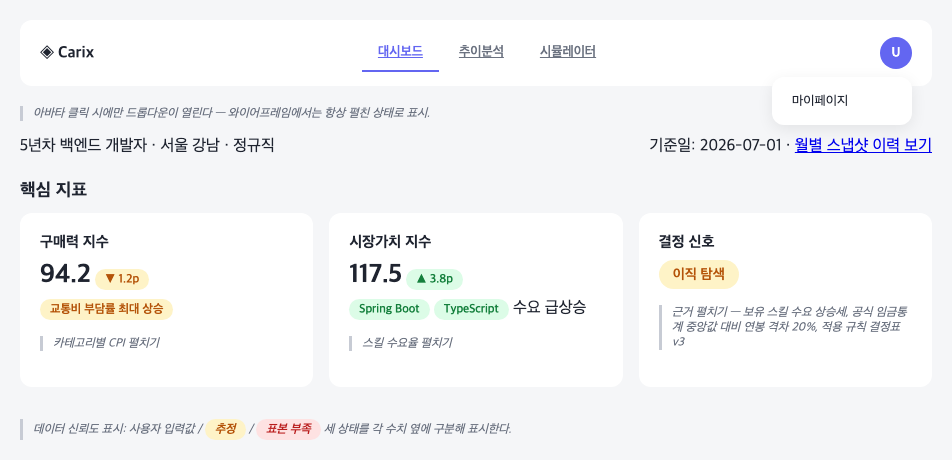 ◈ Carix
대시보드 추이분석 시뮬레이터
U
마이페이지
아바타 클릭 시에만 드롭다운이 열린다 — 와이어프레임에서는 항상 펼친 상태로 표시.
5년차 백엔드 개발자 · 서울 강남 · 정규직
기준일: 2026-07-01 · 월별 스냅샷 이력 보기
핵심 지표
구매력 지수
94.2 ▼ 1.2p
교통비 부담률 최대 상승
카테고리별 CPI 펼치기
시장가치 지수
117.5 ▲ 3.8p
Spring Boot TypeScript 수요 급상승
스킬 수요율 펼치기
결정 신호
이직 탐색
근거 펼치기 — 보유 스킬 수요 상승세, 공식 임금통
계 중앙값 대비 연봉 격차 20%, 적용 규칙 결정표
v3
데이터 신뢰도 표시: 사용자 입력값 / 추정 / 표본 부족 세 상태를 각 수치 옆에 구분해 표시한다.